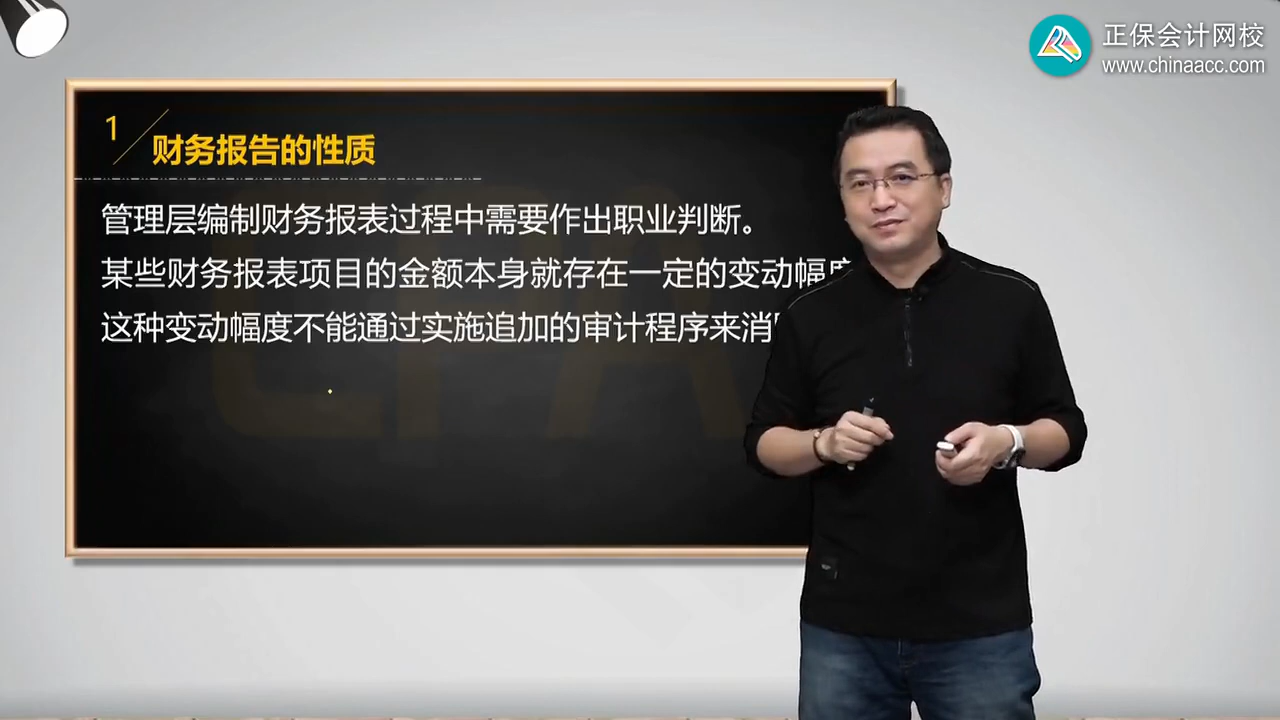 正保会计网校
www.chinaacc.com
1
财务报告的性质
管理层编制财务报表过程中需要作出职业判断。
某些财务报表项目的金额本身就存在一定的变动幅度
这种变动幅度不能通过实施追加的审计程序来消